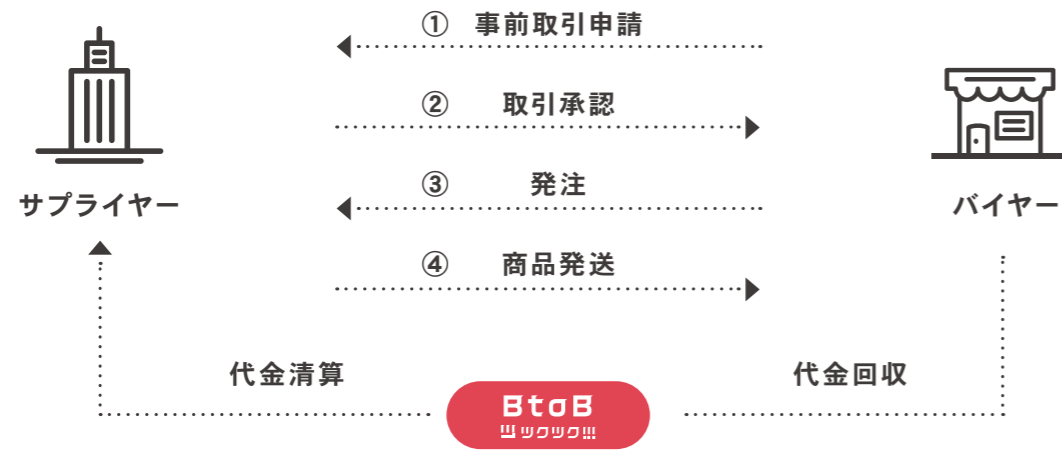 ① 事前取引申請
② 取引承認
③ 発注
④ 商品発送
サプライヤー
バイヤー
代金清算
代金回収
BtoB
ツクツク!!!